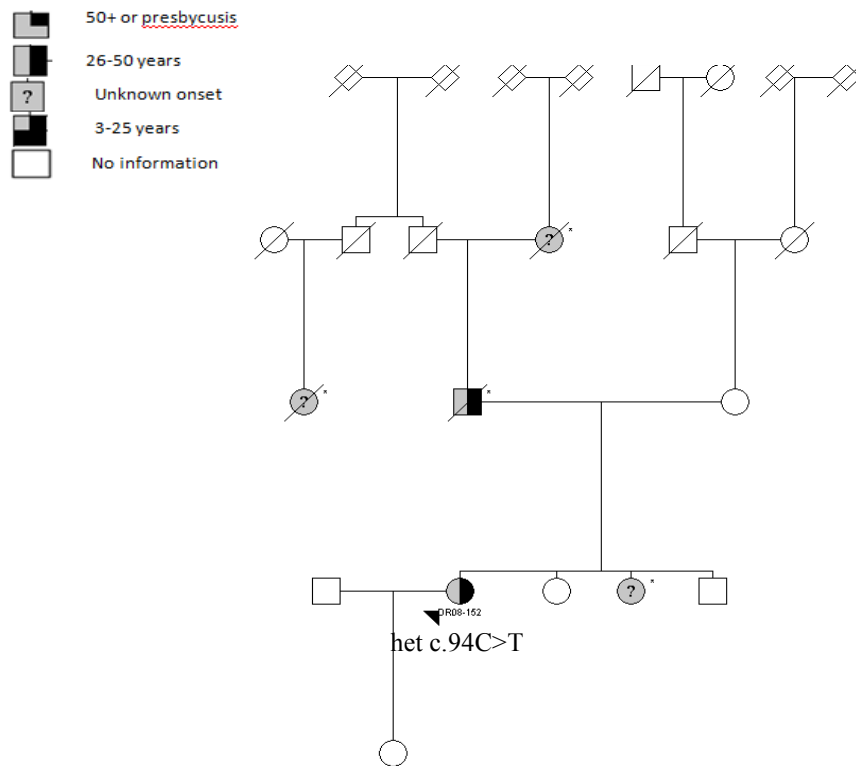 50+ or presbycusis
26-50 years
?
Unknown onset
3-25 years
No information
? *
? *
*
? *
DR08-152
het c.94C>T